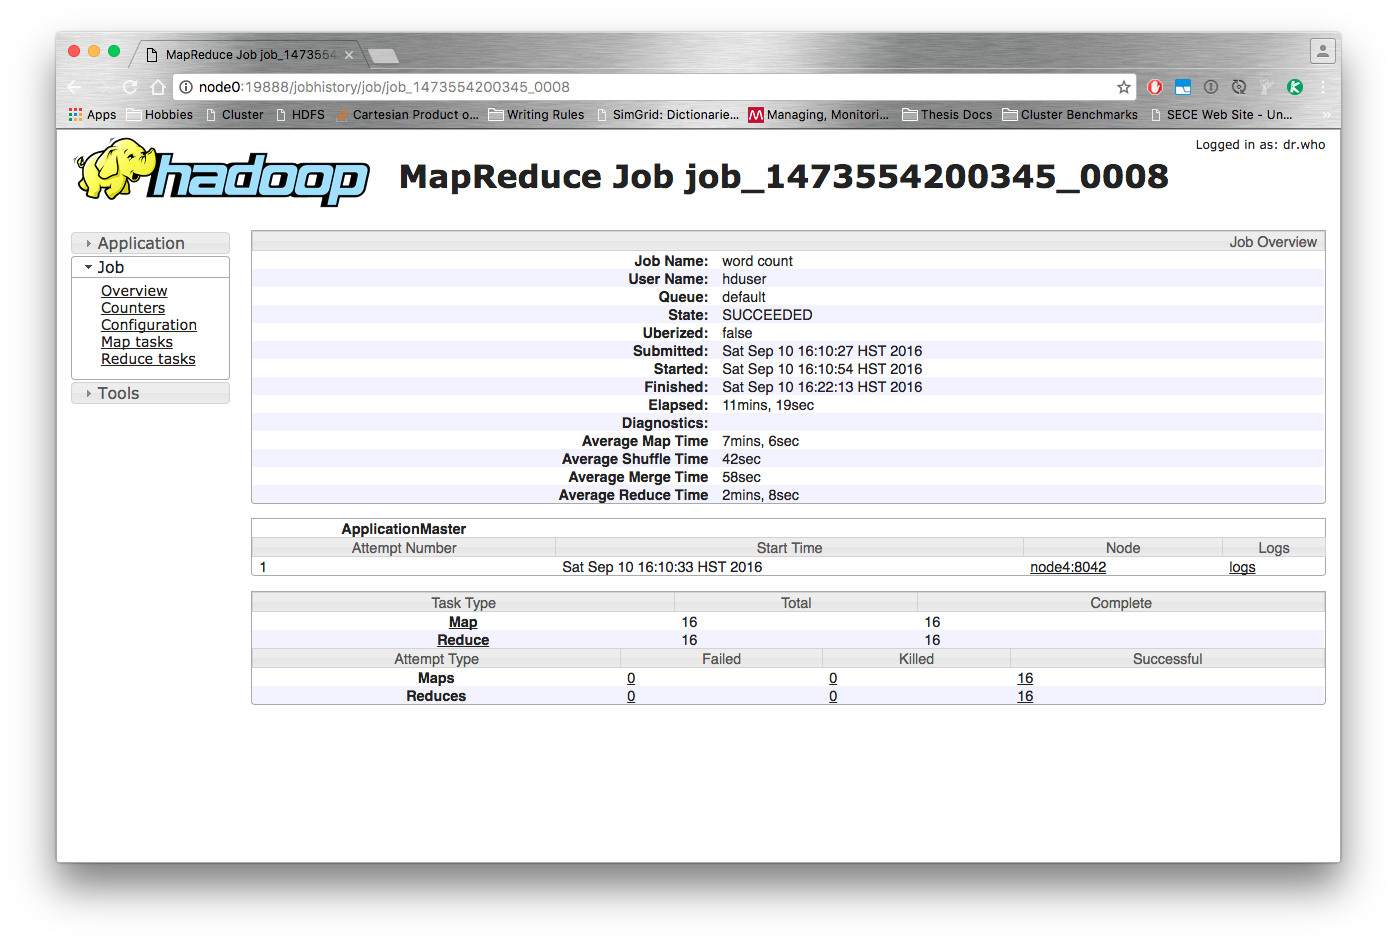 MapReduce Job job_1473554
node0:19888/jobhistory/job/job_1473554200345_0008
Apps Hobbies Cluster HDFS Cartesian Product o... Writing Rules SimGrid: Dictionarie... M Managing, Monitori... Thesis Docs Cluster Benchmarks SECE Web Site - Un... »
Logged in as: dr.who
hadoop MapReduce Job job_1473554200345_0008
Application
Job
Overview
Counters
Configuration
Map tasks
Reduce tasks
Tools
Job Overview
Job Name: word count
User Name: hduser
Queue: default
State: SUCCEEDED
Uberized: false
Submitted: Sat Sep 10 16:10:27 HST 2016
Started: Sat Sep 10 16:10:54 HST 2016
Finished: Sat Sep 10 16:22:13 HST 2016
Elapsed: 11mins, 19sec
Diagnostics:
Average Map Time 7mins, 6sec
Average Shuffle Time 42sec
Average Merge Time 58sec
Average Reduce Time 2mins, 8sec
ApplicationMaster
Attempt Number Start Time Node Logs
1 Sat Sep 10 16:10:33 HST 2016 node4:8042 logs
Task Type Total Complete
Map 16 16
Reduce 16 16
Attempt Type Failed Killed Successful
Maps 0 0 16
Reduces 0 0 16